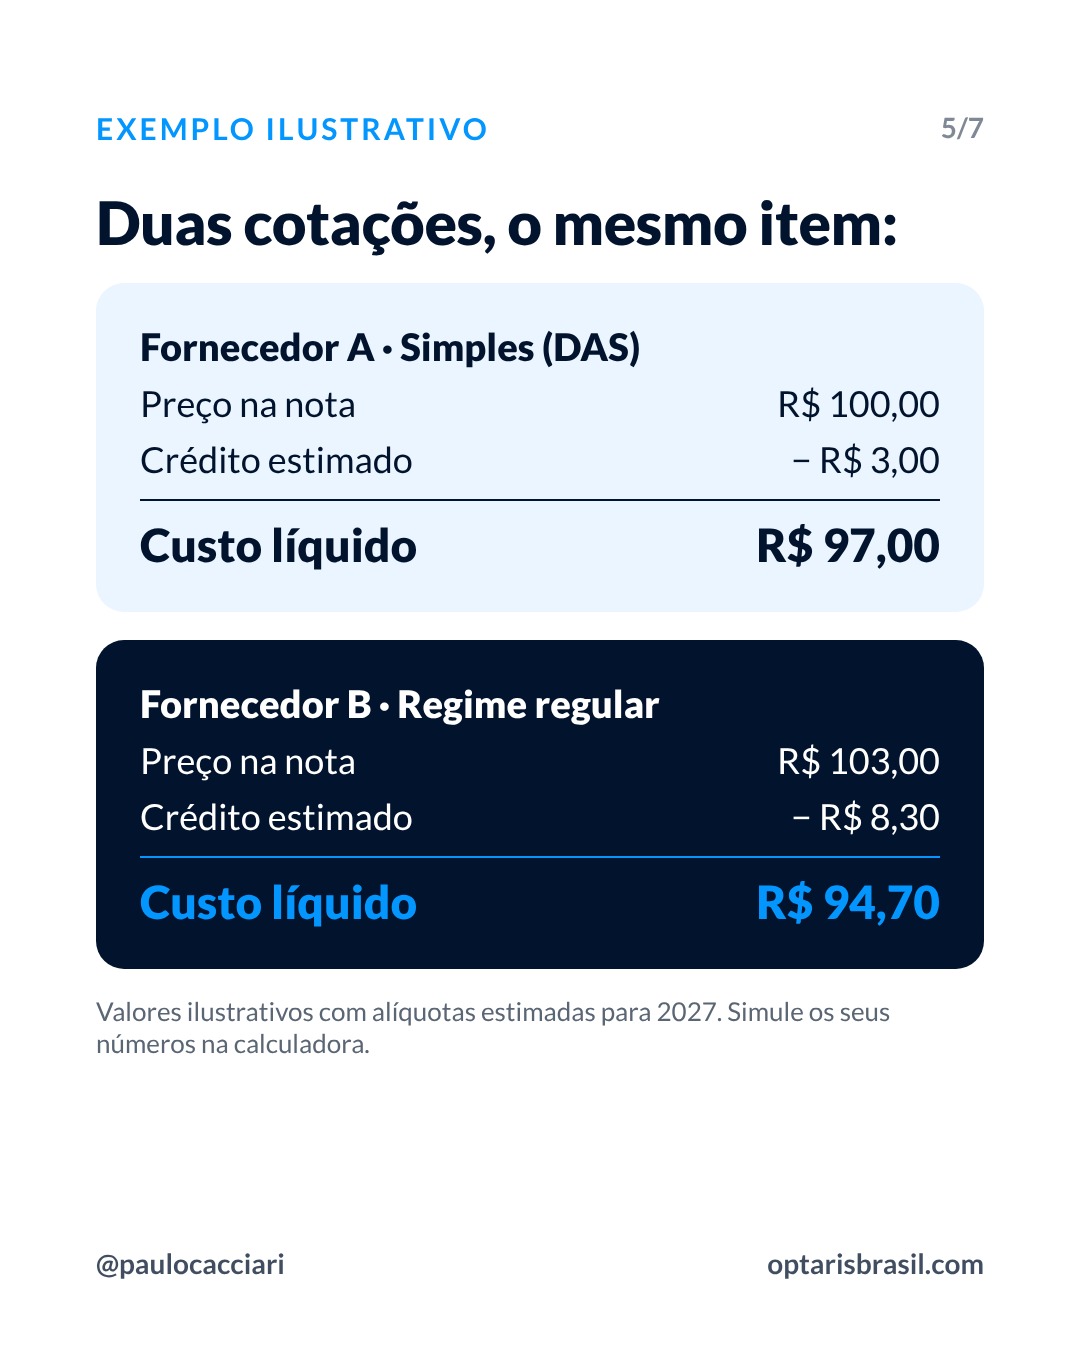 EXEMPLO ILUSTRATIVO 5/7
Duas cotações, o mesmo item:
Fornecedor A · Simples (DAS)
Preço na nota R$ 100,00
Crédito estimado − R$ 3,00
Custo líquido R$ 97,00
Fornecedor B · Regime regular
Preço na nota R$ 103,00
Crédito estimado − R$ 8,30
Custo líquido R$ 94,70
Valores ilustrativos com alíquotas estimadas para 2027. Simule os seus
números na calculadora.
@paulocacciari optarisbrasil.com